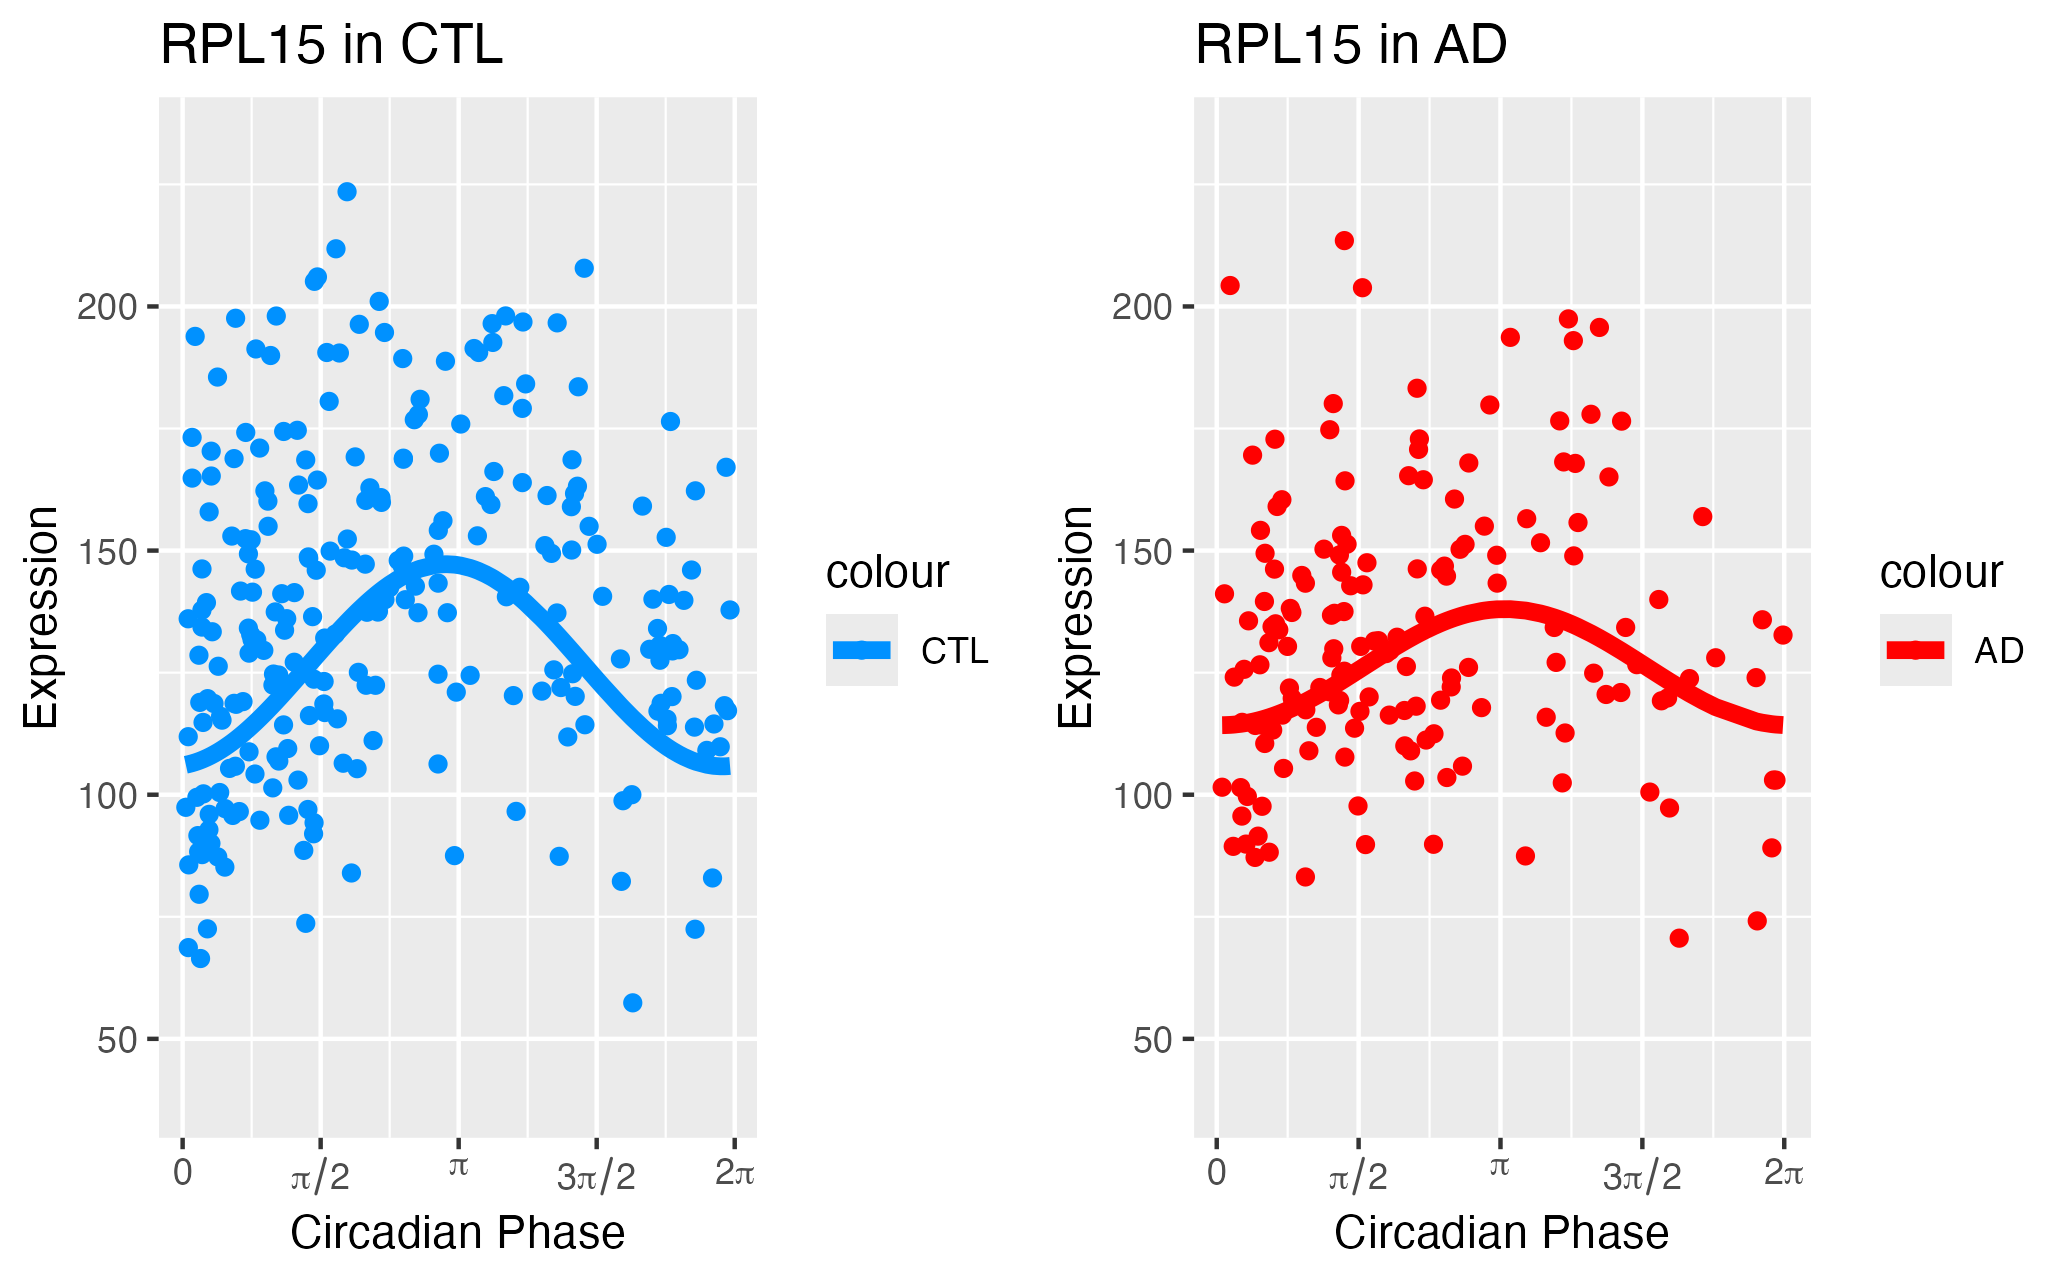 RPL15 in CTL
Expression
200
150
100
50
0
π/2
π
3π/2
2π
Circadian Phase
colour
CTL
RPL15 in AD
Expression
200
150
100
50
0
π/2
π
3π/2
2π
Circadian Phase
colour
AD